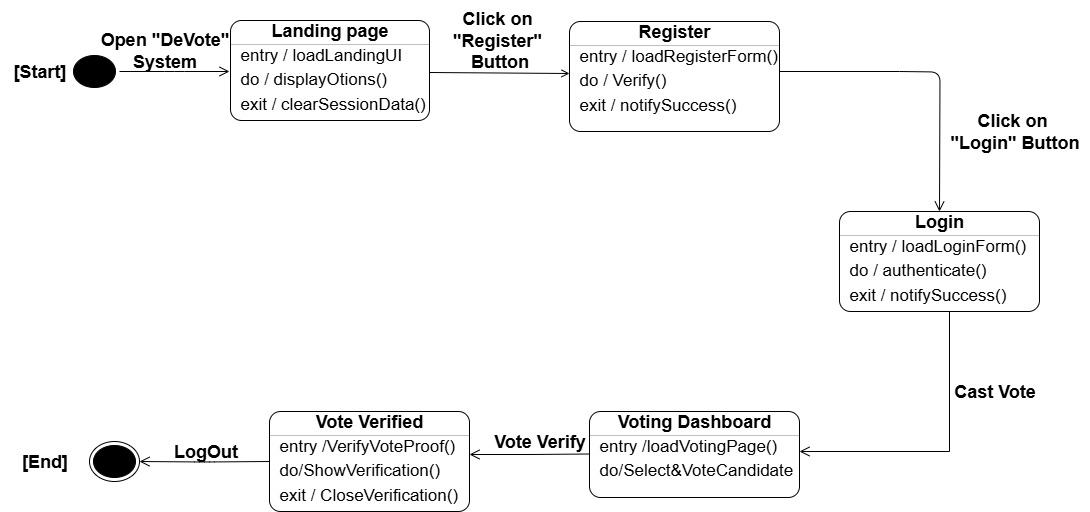 [Start]
Open "DeVote"
System
Landing page
entry / loadLandingUI
do / displayOtions()
exit / clearSessionData()
Click on
"Register"
Button
Register
entry / loadRegisterForm()
do / Verify()
exit / notifySuccess()
Click on
"Login" Button
Login
entry / loadLoginForm()
do / authenticate()
exit / notifySuccess()
Cast Vote
Voting Dashboard
entry /loadVotingPage()
do/Select&VoteCandidate
Vote Verify
Vote Verified
entry /VerifyVoteProof()
do/ShowVerification()
exit / CloseVerification()
LogOut
[End]